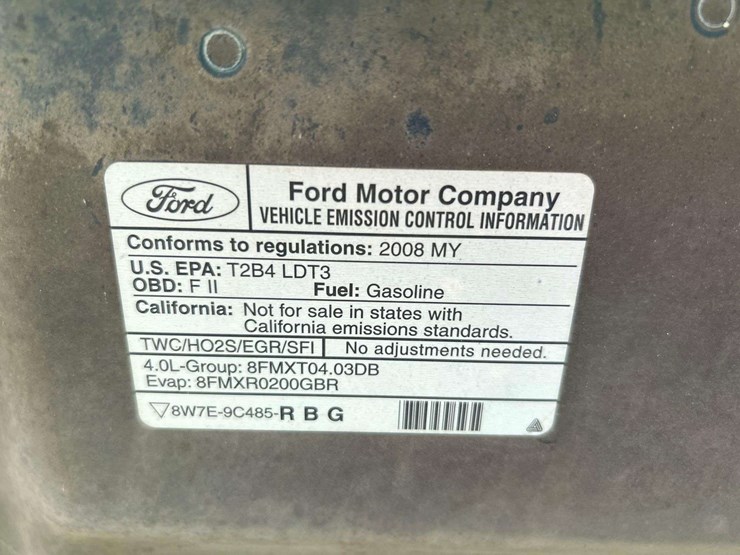 Ford
Ford Motor Company
VEHICLE EMISSION CONTROL INFORMATION
Conforms to regulations: 2008 MY
U.S. EPA: T2B4 LDT3
OBD: F II Fuel: Gasoline
California: Not for sale in states with
California emissions standards.
TWC/HO2S/EGR/SFI No adjustments needed.
4.0L-Group: 8FMXT04.03DB
Evap: 8FMXR0200GBR
8W7E-9C485-R B G